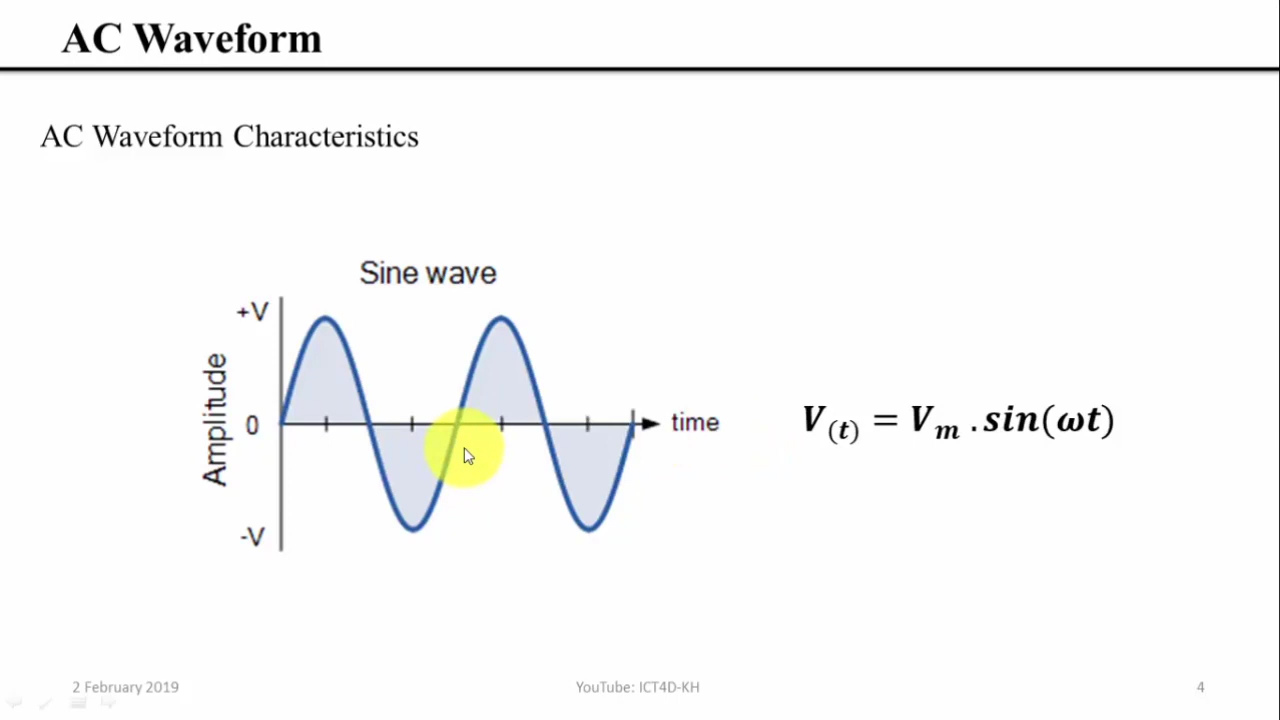 AC Waveform
AC Waveform Characteristics
Sine wave
+V
Amplitude
0
time
-V
V(t) = Vm . sin(ωt)
2 February 2019
YouTube: ICT4D-KH
4